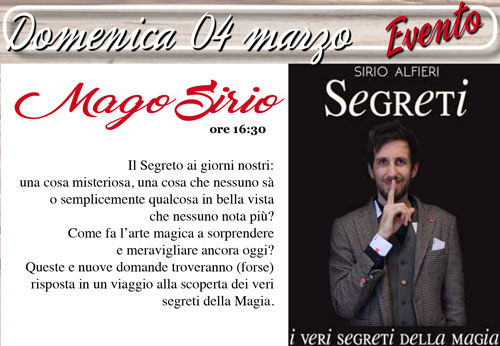 Domenica 04 marzo
Evento
Mago Sirio
ore 16:30
Il Segreto ai giorni nostri:
una cosa misteriosa, una cosa che nessuno sà
o semplicemente qualcosa in bella vista
che nessuno nota più?
Come fa l'arte magica a sorprendere
e meravigliare ancora oggi?
Queste e nuove domande troveranno (forse)
risposta in un viaggio alla scoperta dei veri
segreti della Magia.
SIRIO ALFIERI
SEGRETI
i VERI SEGRETI DELLA MAGIA